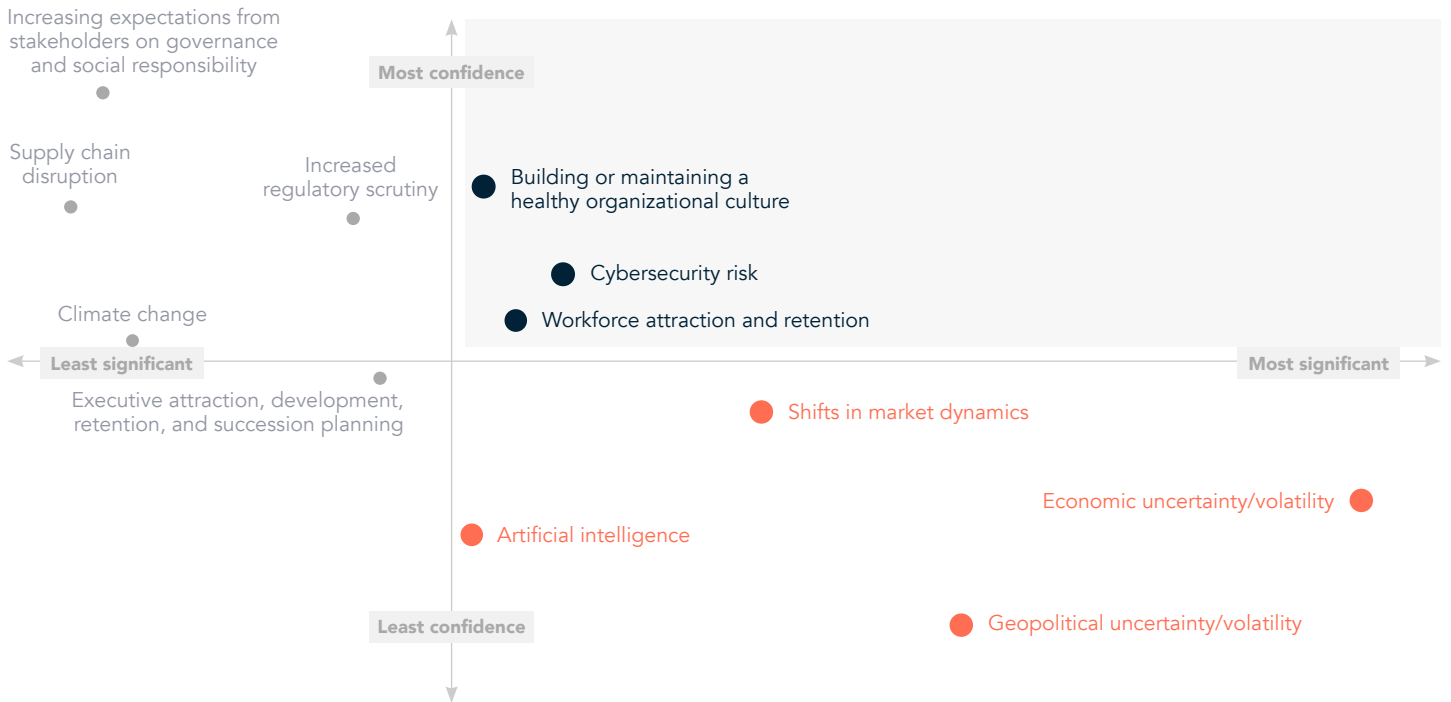 Increasing expectations from
stakeholders on governance
and social responsibility
Most confidence
Supply chain
disruption
Increased
regulatory scrutiny
Building or maintaining a
healthy organizational culture
Cybersecurity risk
Workforce attraction and retention
Climate change
Least significant
Most significant
Executive attraction, development,
retention, and succession planning
Shifts in market dynamics
Economic uncertainty/volatility
Artificial intelligence
Least confidence
Geopolitical uncertainty/volatility